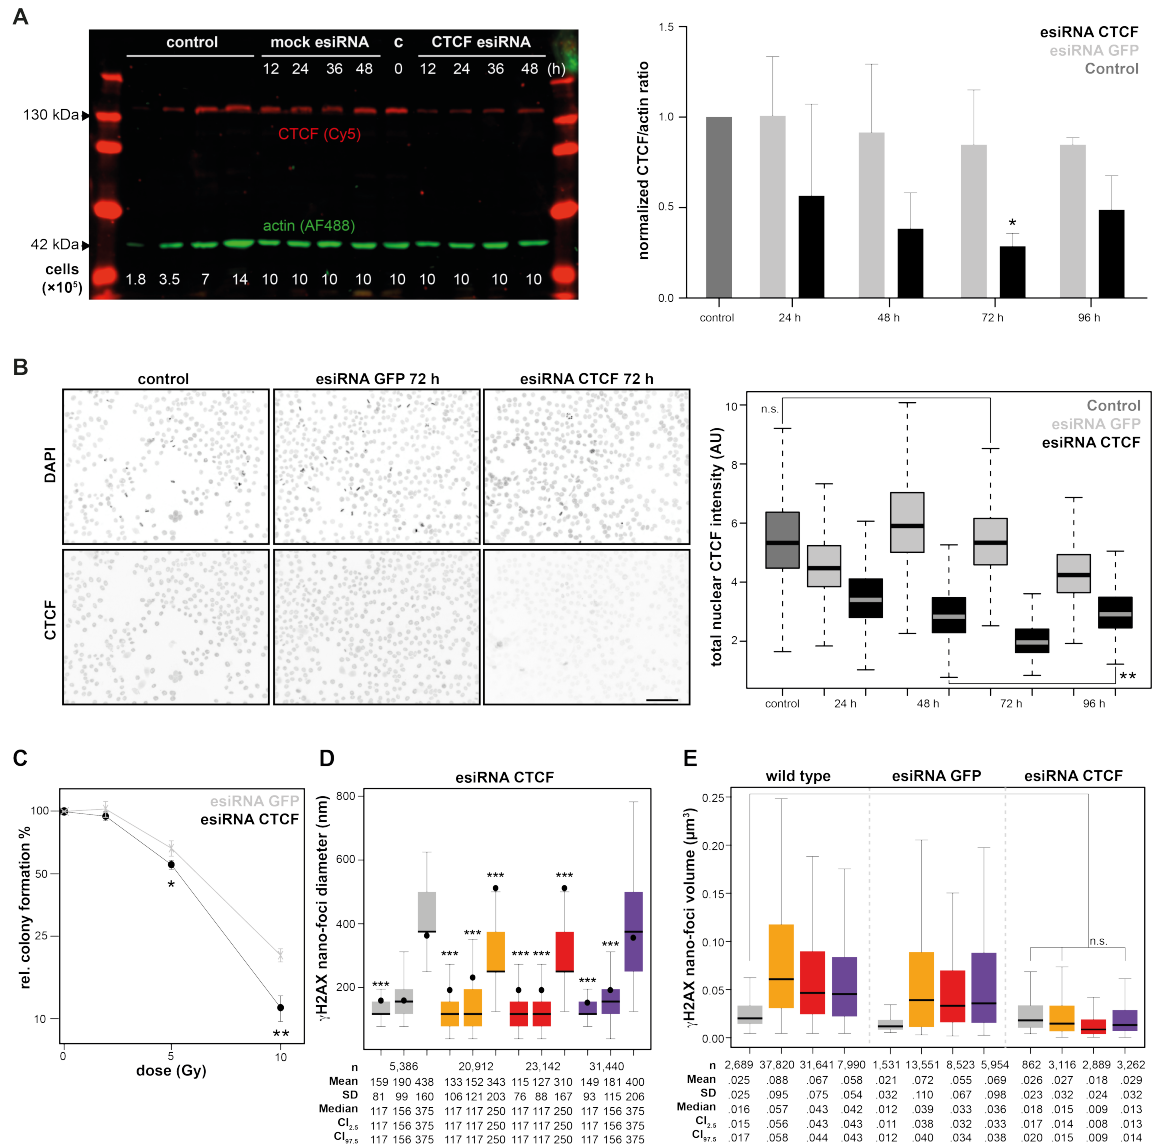 A
control mock esiRNA c CTCF esiRNA
12 24 36 48 0 12 24 36 48 (h)
130 kDa
CTCF (Cy5)
actin (AF488)
42 kDa
cells
(×10⁵)
1.8 3.5 7 14 10 10 10 10 10 10 10 10 10
esiRNA CTCF
esiRNA GFP
Control
normalized CTCF/actin ratio
1.5
1.0
0.5
0.0
*
control 24 h 48 h 72 h 96 h
B
control esiRNA GFP 72 h esiRNA CTCF 72 h
DAPI
CTCF
total nuclear CTCF intensity (AU)
10
8
6
4
2
n.s.
Control
esiRNA GFP
esiRNA CTCF
**
control 24 h 48 h 72 h 96 h
C
esiRNA GFP
esiRNA CTCF
rel. colony formation %
100
50
25
10
*
**
0 5 10
dose (Gy)
D
esiRNA CTCF
γH2AX nano-foci diameter (nm)
800
600
400
200
*** *** *** *** *** *** *** *** ***
n 5,386 20,912 23,142 31,440
Mean 159 190 438 133 152 343 115 127 310 149 181 400
SD 81 99 160 106 121 203 76 88 167 93 115 206
Median 117 156 375 117 117 250 117 117 250 117 156 375
CI2.5 117 156 375 117 117 250 117 117 250 117 156 375
CI97.5 117 156 375 117 117 250 117 117 250 117 156 375
E
wild type esiRNA GFP esiRNA CTCF
γH2AX nano-foci volume (μm³)
0.25
0.20
0.15
0.10
0.05
0.00
n.s.
n 2,689 37,820 31,641 7,990 1,531 13,551 8,523 5,954 862 3,116 2,889 3,262
Mean .025 .088 .067 .058 .021 .072 .055 .069 .026 .027 .018 .029
SD .025 .095 .075 .054 .032 .110 .067 .098 .023 .032 .024 .032
Median .016 .057 .043 .042 .012 .039 .033 .036 .018 .015 .009 .013
CI2.5 .015 .056 .043 .042 .011 .038 .032 .033 .017 .014 .008 .013
CI97.5 .017 .058 .044 .043 .012 .040 .034 .038 .020 .015 .009 .014